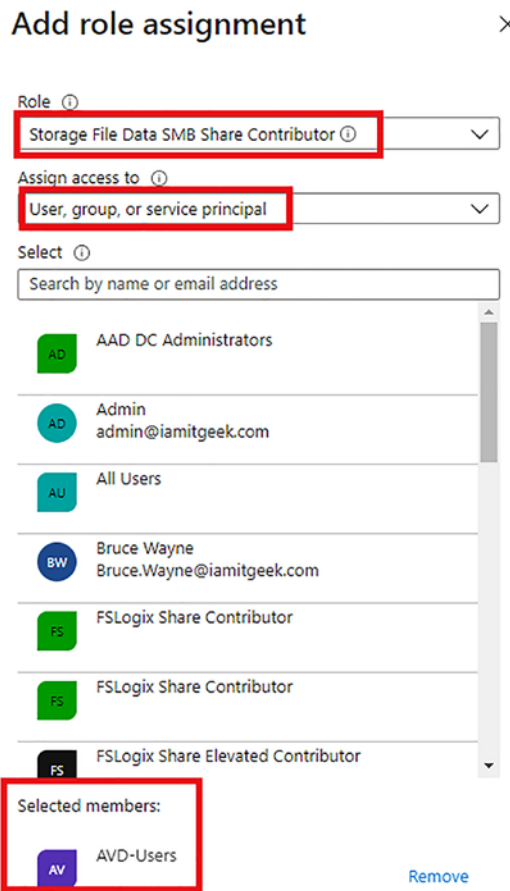 Add role assignment
Role
Storage File Data SMB Share Contributor
Assign access to
User, group, or service principal
Select
Search by name or email address
AD
AAD DC Administrators
AD
Admin
admin@iamitgeek.com
AU
All Users
BW
Bruce Wayne
Bruce.Wayne@iamitgeek.com
FS
FSLogix Share Contributor
FS
FSLogix Share Contributor
FS
FSLogix Share Elevated Contributor
Selected members:
AV
AVD-Users
Remove